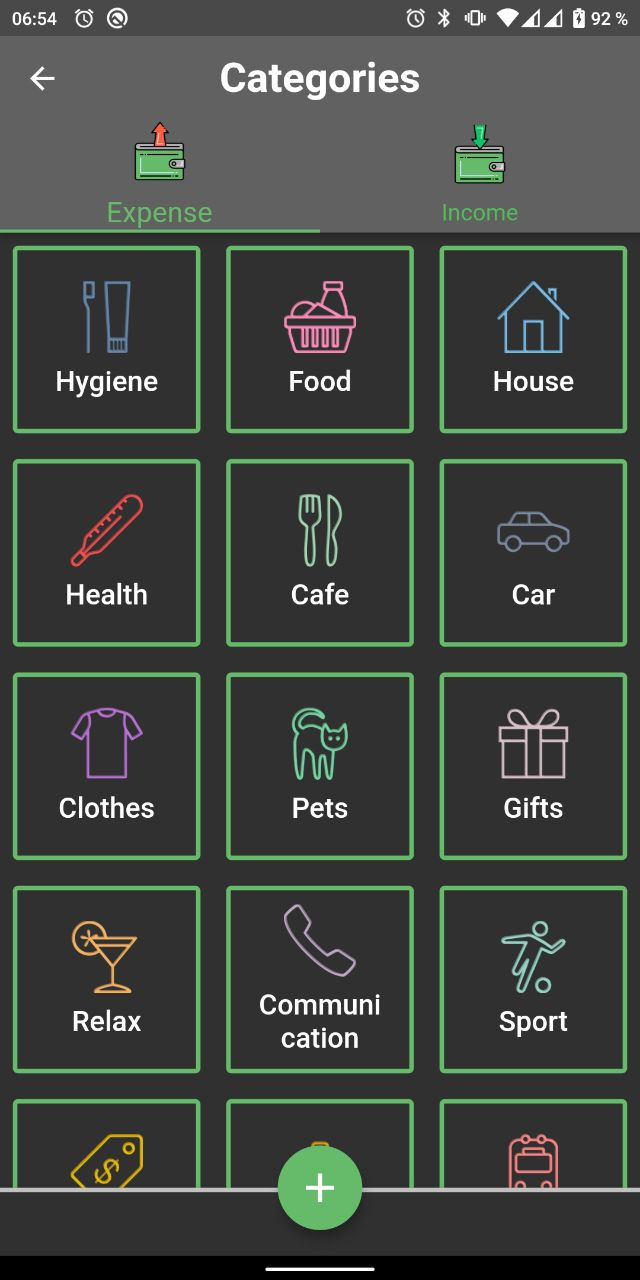 06:54
92 %
Categories
Expense
Income
Hygiene
Food
House
Health
Cafe
Car
Clothes
Pets
Gifts
Relax
Communi
cation
Sport
$
+